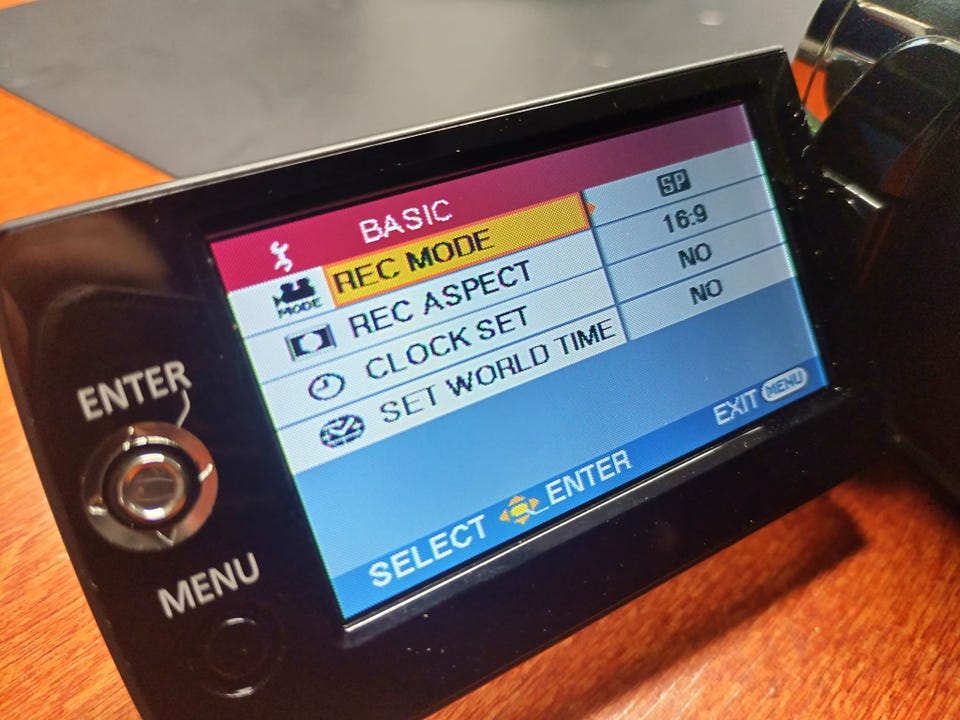 BASIC
REC MODE SP
MODE
REC ASPECT 16:9
CLOCK SET NO
SET WORLD TIME NO
EXIT MENU
SELECT ENTER
ENTER
MENU